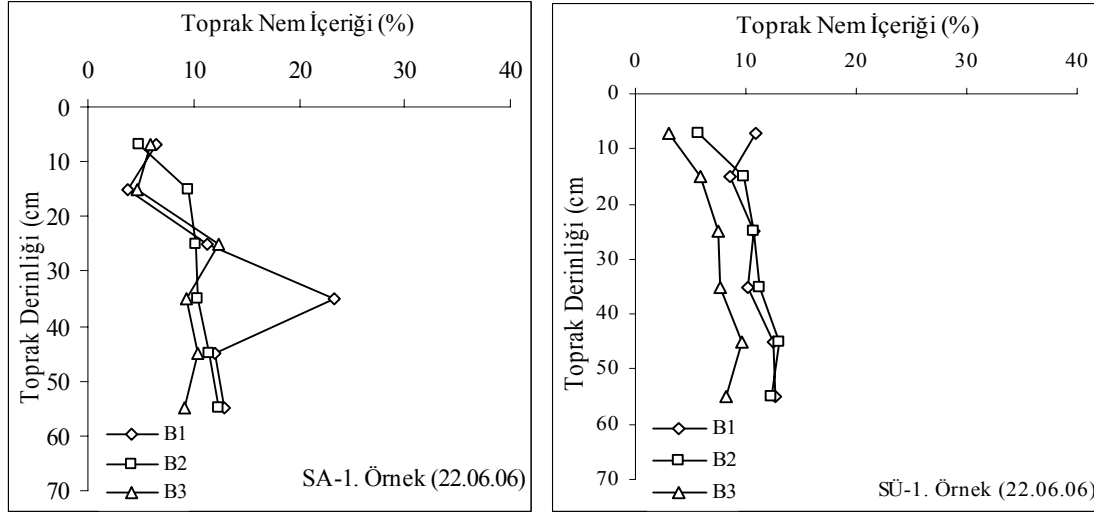 Toprak Nem İçeriği (%)
0 10 20 30 40
0
10
20
30
40
50
60
70
Toprak Derinliği (cm
B1
B2
B3
SA-1. Örnek (22.06.06)
Toprak Nem İçeriği (%)
0 10 20 30 40
0
10
20
30
40
50
60
70
Toprak Derinliği (cm
B1
B2
B3
SÜ-1. Örnek (22.06.06)